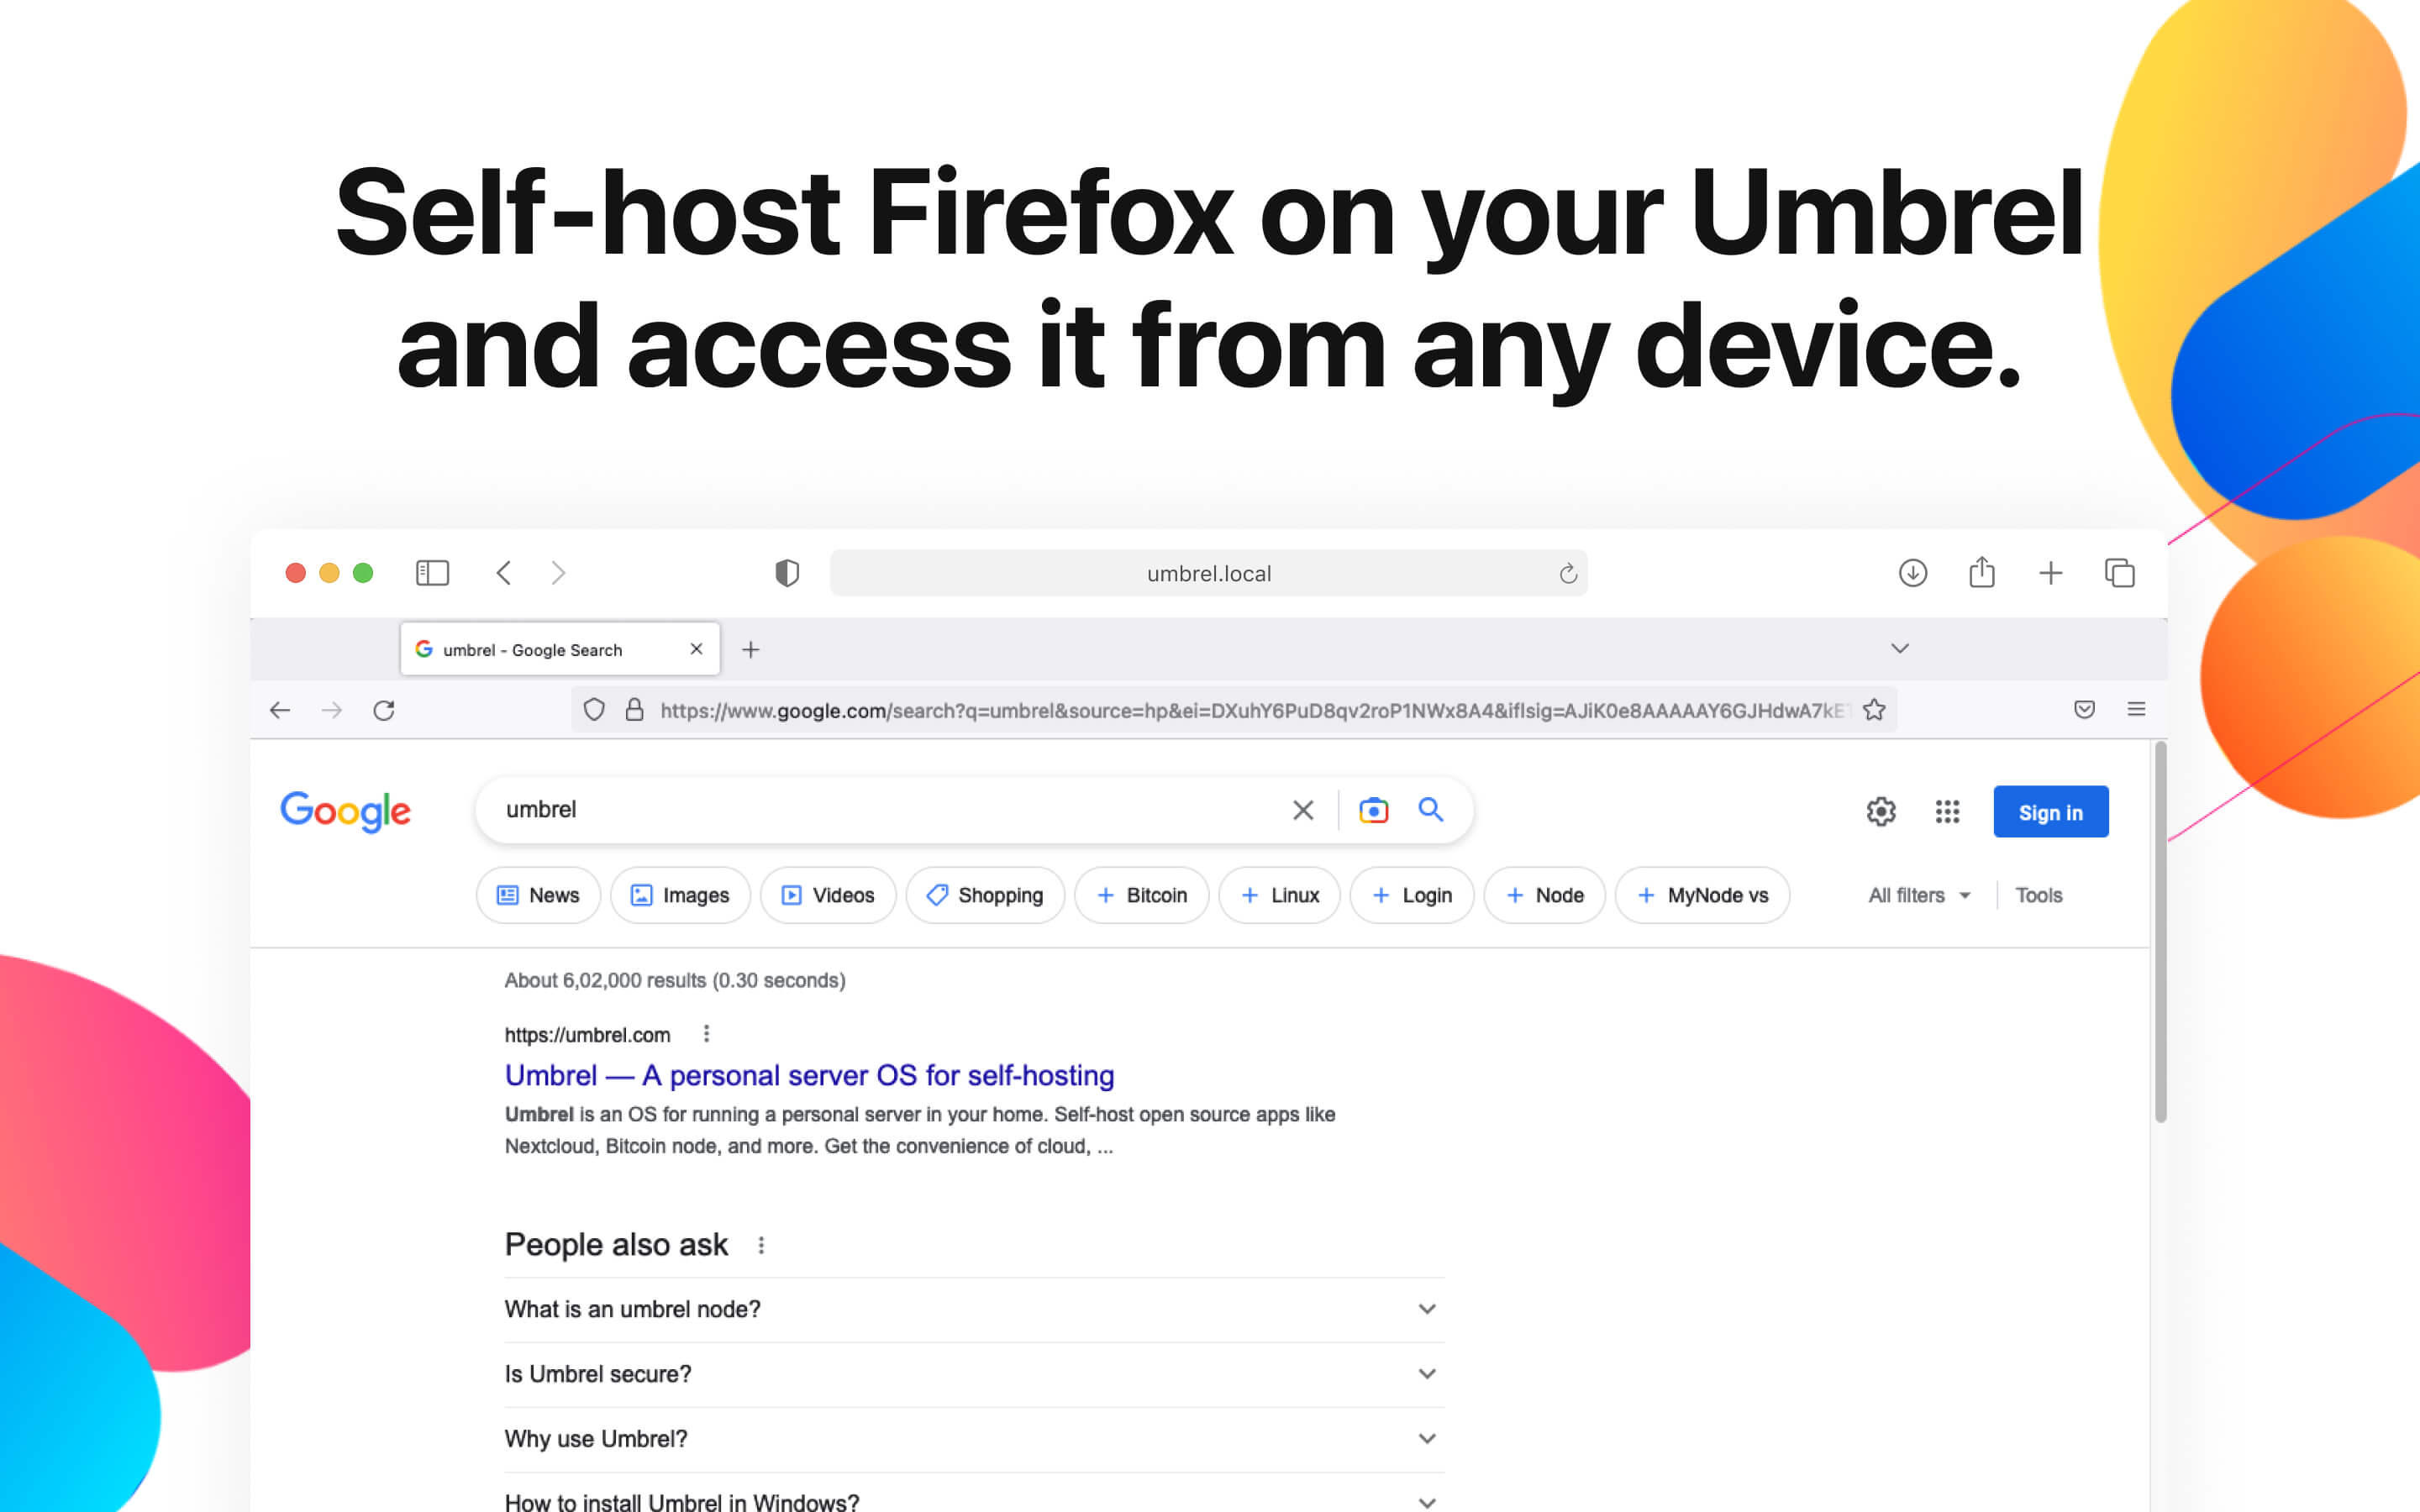 Self-host Firefox on your Umbrel
and access it from any device.
umbrel.local
umbrel - Google Search
https://www.google.com/search?q=umbrel&source=hp&ei=DXuhY6PuD8qv2roP1NWx8A4&iflsig=AJiK0e8AAAAAY6GJHdwA7kE
Google
umbrel
Sign in
News Images Videos Shopping + Bitcoin + Linux + Login + Node + MyNode vs All filters Tools
About 6,02,000 results (0.30 seconds)
https://umbrel.com
Umbrel — A personal server OS for self-hosting
Umbrel is an OS for running a personal server in your home. Self-host open source apps like
Nextcloud, Bitcoin node, and more. Get the convenience of cloud, ...
People also ask
What is an umbrel node?
Is Umbrel secure?
Why use Umbrel?
How to install Umbrel in Windows?